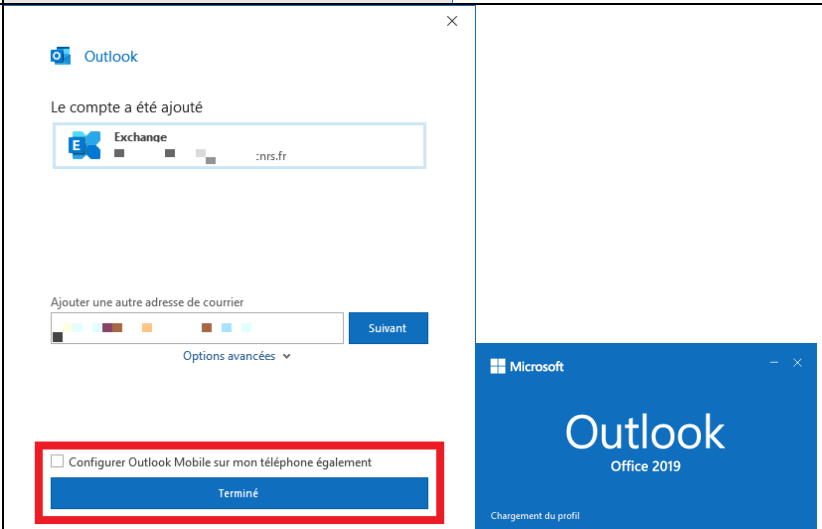 Outlook
Le compte a été ajouté
Exchange
:nrs.fr
Ajouter une autre adresse de courrier
Suivant
Options avancées
Configurer Outlook Mobile sur mon téléphone également
Terminé
Microsoft
Outlook
Office 2019
Chargement du profil